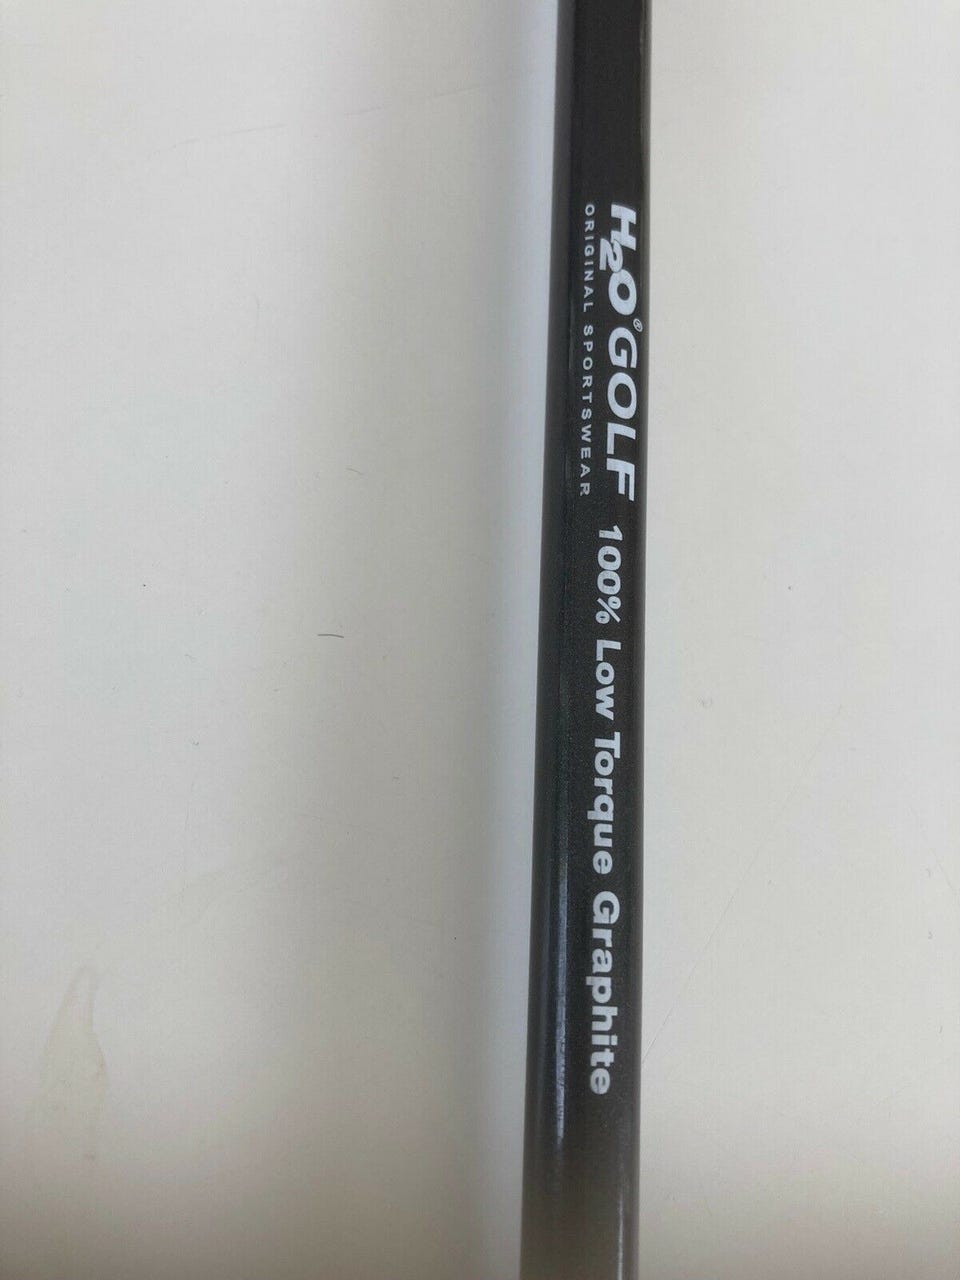 H2O® GOLF
ORIGINAL SPORTSWEAR
100% Low Torque Graphite